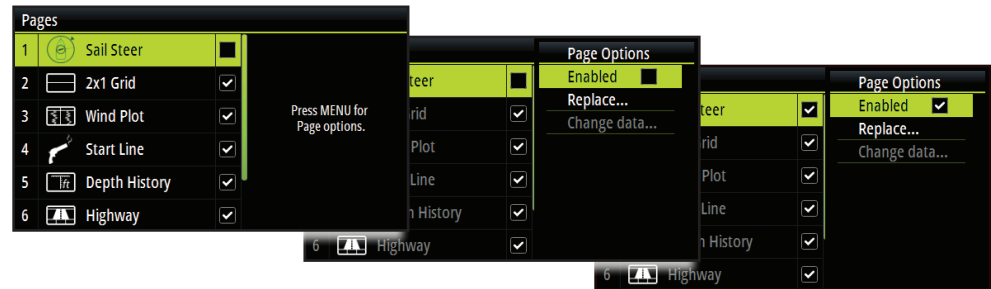 Pages
1 Sail Steer
2 2x1 Grid
3 Wind Plot
4 Start Line
5 ft Depth History
6 Highway
Press MENU for
Page options.
Page Options
Enabled
Replace...
Change data...
teer
rid
Plot
Line
h History
6 Highway
Page Options
Enabled
Replace...
Change data...
teer
rid
Plot
Line
h History
6 Highway